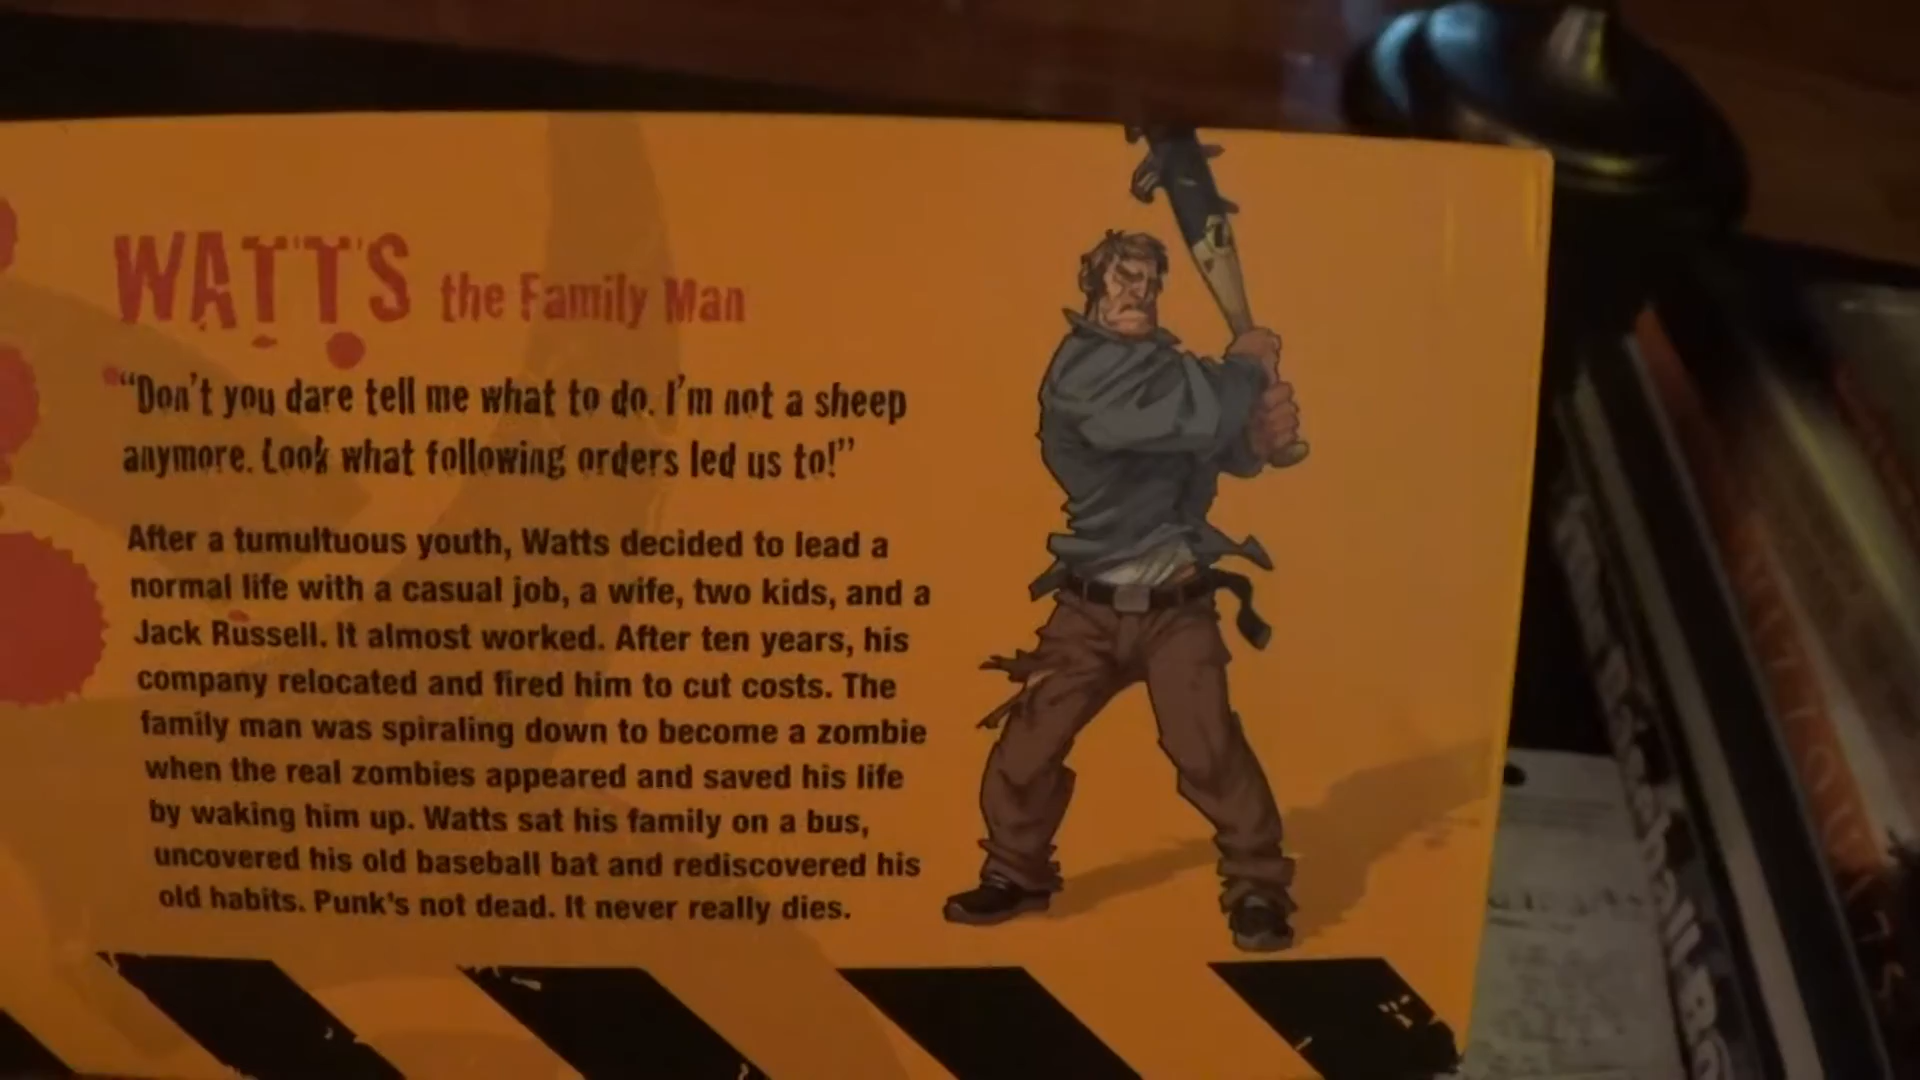 WATTS the Family Man
“Don't you dare tell me what to do. I'm not a sheep
anymore. Look what following orders led us to!”
After a tumultuous youth, Watts decided to lead a
normal life with a casual job, a wife, two kids, and a
Jack Russell. It almost worked. After ten years, his
company relocated and fired him to cut costs. The
family man was spiraling down to become a zombie
when the real zombies appeared and saved his life
by waking him up. Watts sat his family on a bus,
uncovered his old baseball bat and rediscovered his
old habits. Punk's not dead. It never really dies.